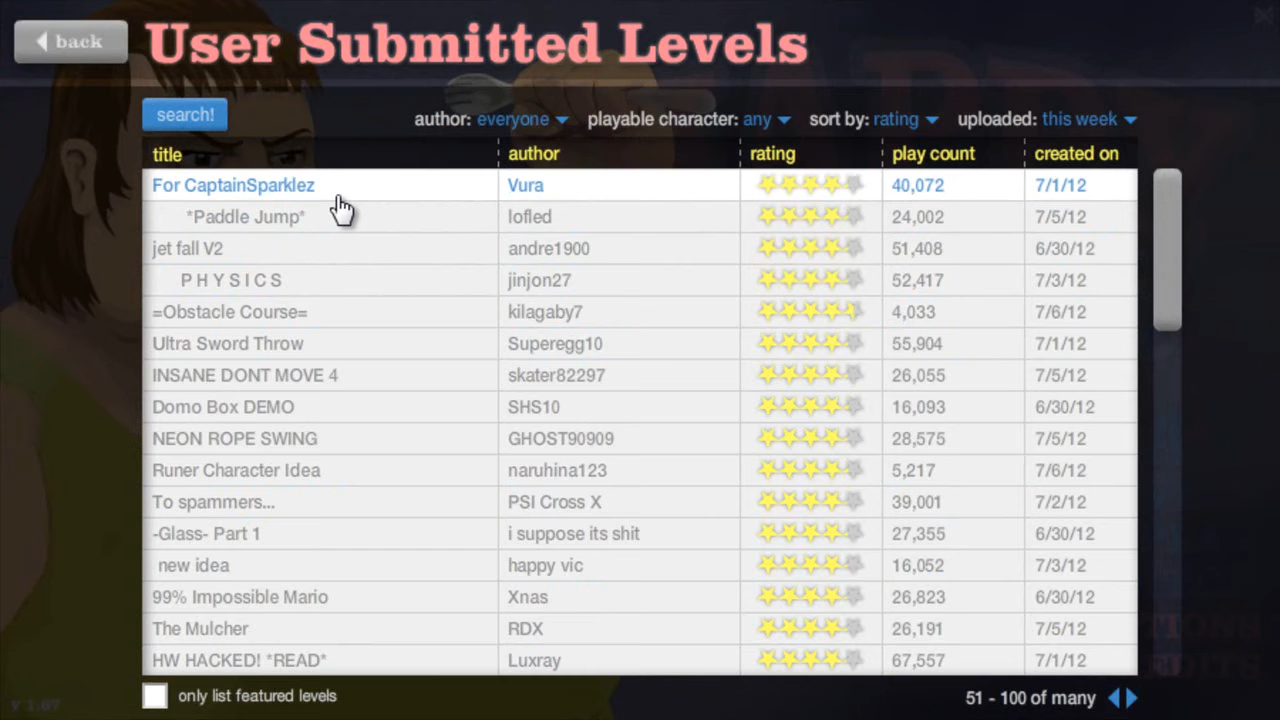 back User Submitted Levels
search! author: everyone playable character: any sort by: rating uploaded: this week
title author rating play count created on
For CaptainSparklez Vura 40,072 7/1/12
*Paddle Jump* lofled 24,002 7/5/12
jet fall V2 andre1900 51,408 6/30/12
P H Y S I C S jinjon27 52,417 7/3/12
=Obstacle Course= kilagaby7 4,033 7/6/12
Ultra Sword Throw Superegg10 55,904 7/1/12
INSANE DONT MOVE 4 skater82297 26,055 7/5/12
Domo Box DEMO SHS10 16,093 6/30/12
NEON ROPE SWING GHOST90909 28,575 7/5/12
Runer Character Idea naruhina123 5,217 7/6/12
To spammers... PSI Cross X 39,001 7/2/12
-Glass- Part 1 i suppose its shit 27,355 6/30/12
new idea happy vic 16,052 7/3/12
99% Impossible Mario Xnas 26,823 6/30/12
The Mulcher RDX 26,191 7/5/12
HW HACKED! *READ* Luxray 67,557 7/1/12
only list featured levels 51 - 100 of many